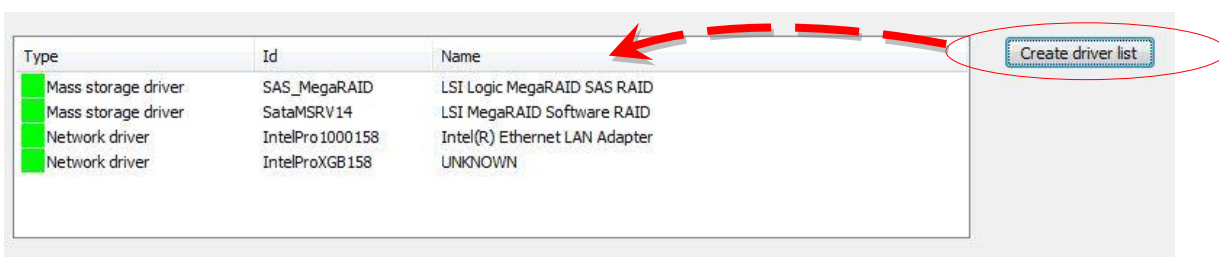 Type Id Name
Create driver list
Mass storage driver SAS_MegaRAID LSI Logic MegaRAID SAS RAID
Mass storage driver SataMSRV14 LSI MegaRAID Software RAID
Network driver IntelPro1000158 Intel(R) Ethernet LAN Adapter
Network driver IntelProXGB158 UNKNOWN